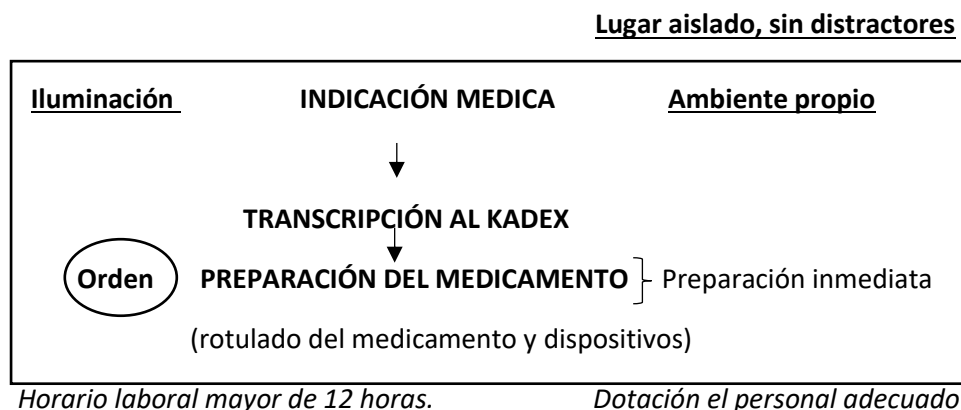 Lugar aislado, sin distractores
Iluminación INDICACIÓN MEDICA Ambiente propio
TRANSCRIPCIÓN AL KADEX
Orden PREPARACIÓN DEL MEDICAMENTO Preparación inmediata
(rotulado del medicamento y dispositivos)
Horario laboral mayor de 12 horas. Dotación el personal adecuado